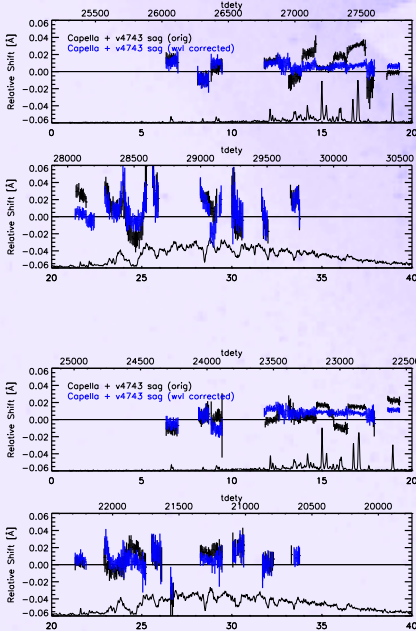 tdety
25500 26000 26500 27000 27500
0.06
0.04
0.02
0.00
-0.02
-0.04
-0.06
Relative Shift [Å]
Capella + v4743 sag (orig)
Capella + v4743 sag (wvl corrected)
0 5 10 15 20
tdety
28000 28500 29000 29500 30000 30500
0.06
0.04
0.02
0.00
-0.02
-0.04
-0.06
Relative Shift [Å]
20 25 30 35 40
tdety
25000 24500 24000 23500 23000 22500
0.06
0.04
0.02
0.00
-0.02
-0.04
-0.06
Relative Shift [Å]
Capella + v4743 sag (orig)
Capella + v4743 sag (wvl corrected)
0 5 10 15 20
tdety
22000 21500 21000 20500 20000
0.06
0.04
0.02
0.00
-0.02
-0.04
-0.06
Relative Shift [Å]
20 25 30 35 40